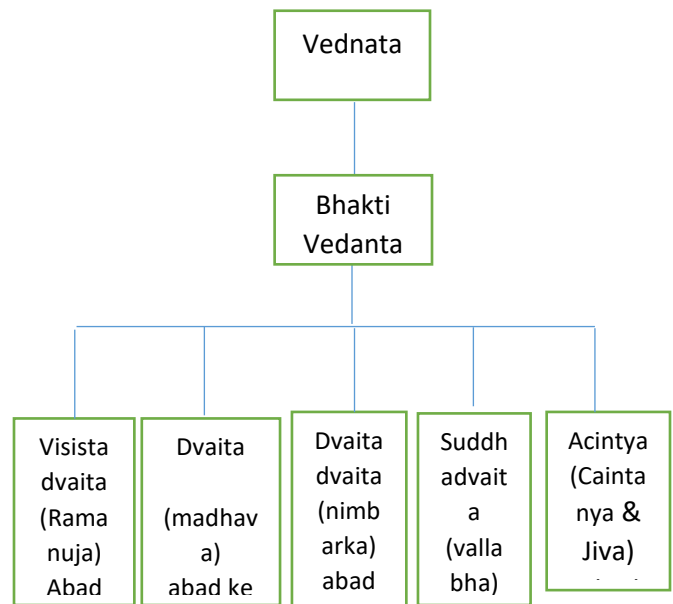 Vednata
Bhakti
Vedanta
Visista
dvaita
(Rama
nuja)
Abad
Dvaita
(madhav
a)
abad ke
Dvaita
dvaita
(nimb
arka)
abad
Suddh
advait
a
(valla
bha)
Acintya
(Cainta
nya &
Jiva)